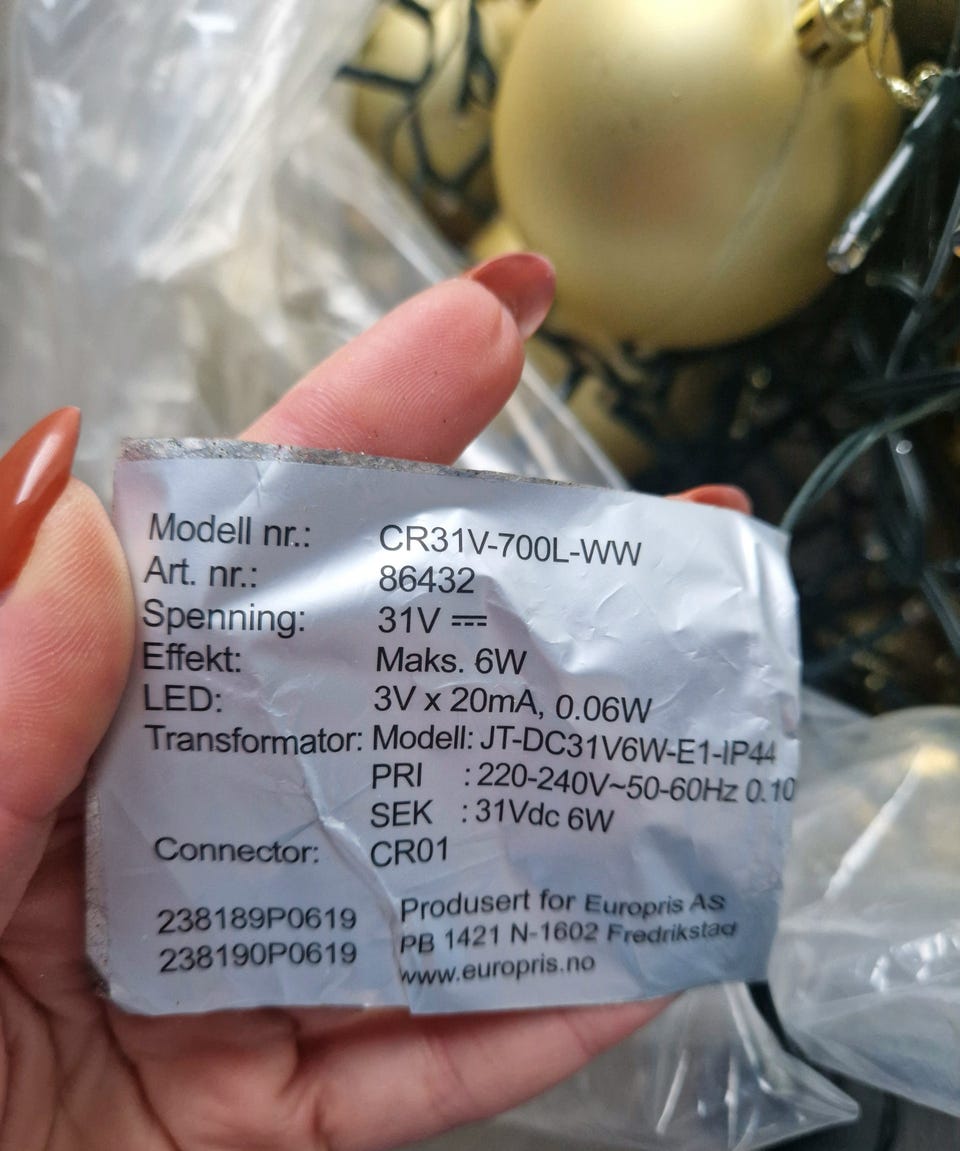 Modell nr.: CR31V-700L-WW
Art. nr.: 86432
Spenning: 31V ⎓
Effekt: Maks. 6W
LED: 3V x 20mA, 0.06W
Transformator: Modell: JT-DC31V6W-E1-IP44
PRI : 220-240V~50-60Hz 0.10
SEK : 31Vdc 6W
Connector: CR01
238189P0619
238190P0619
Produsert for Europris AS
PB 1421 N-1602 Fredrikstad
www.europris.no